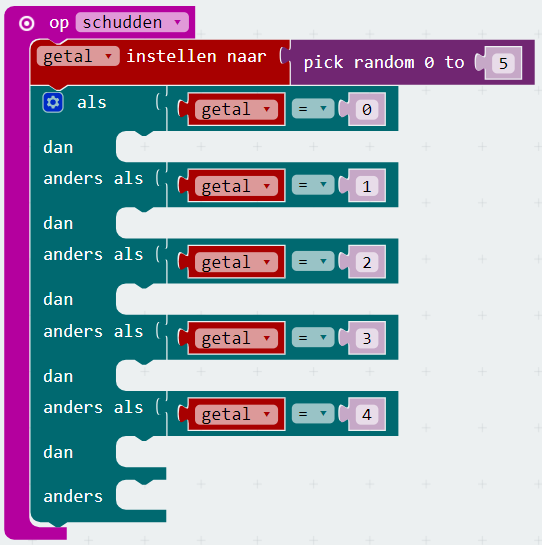 op schudden
getal instellen naar ( pick random 0 to 5
als ( getal = 0
dan
anders als ( getal = 1
dan
anders als ( getal = 2
dan
anders als ( getal = 3
dan
anders als ( getal = 4
dan
anders